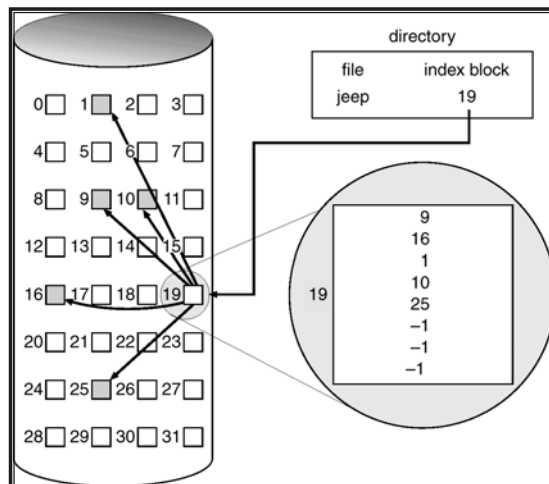 directory
file index block
jeep 19
0 1 2 3
4 5 6 7
8 9 10 11
12 13 14 15
16 17 18 19
20 21 22 23
24 25 26 27
28 29 30 31
19
9
16
1
10
25
–1
–1
–1